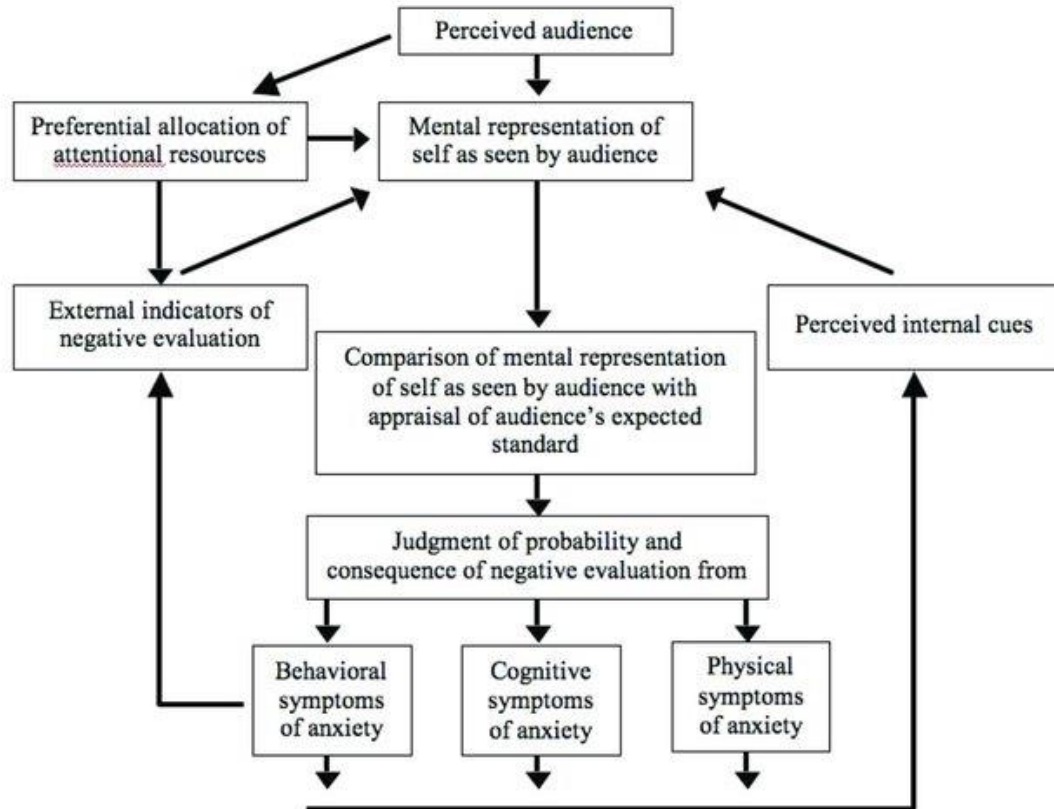 Perceived audience
Preferential allocation of
attentional resources
Mental representation of
self as seen by audience
External indicators of
negative evaluation
Perceived internal cues
Comparison of mental representation
of self as seen by audience with
appraisal of audience’s expected
standard
Judgment of probability and
consequence of negative evaluation from
Behavioral
symptoms
of anxiety
Cognitive
symptoms
of anxiety
Physical
symptoms
of anxiety